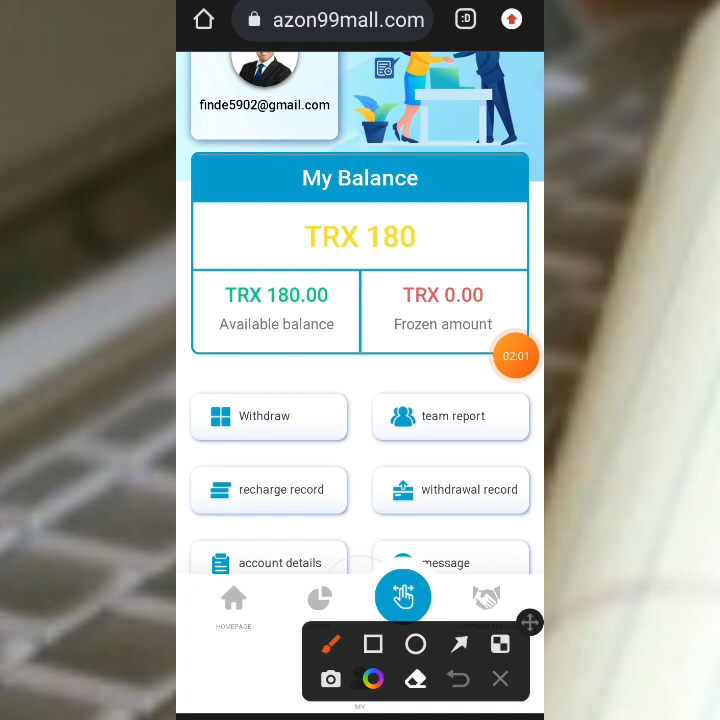 azon99mall.com
:D
finde5902@gmail.com
My Balance
TRX 180
TRX 180.00
TRX 0.00
Available balance
Frozen amount
02:01
Withdraw
team report
recharge record
withdrawal record
account details
message
HOMEPAGE
MY